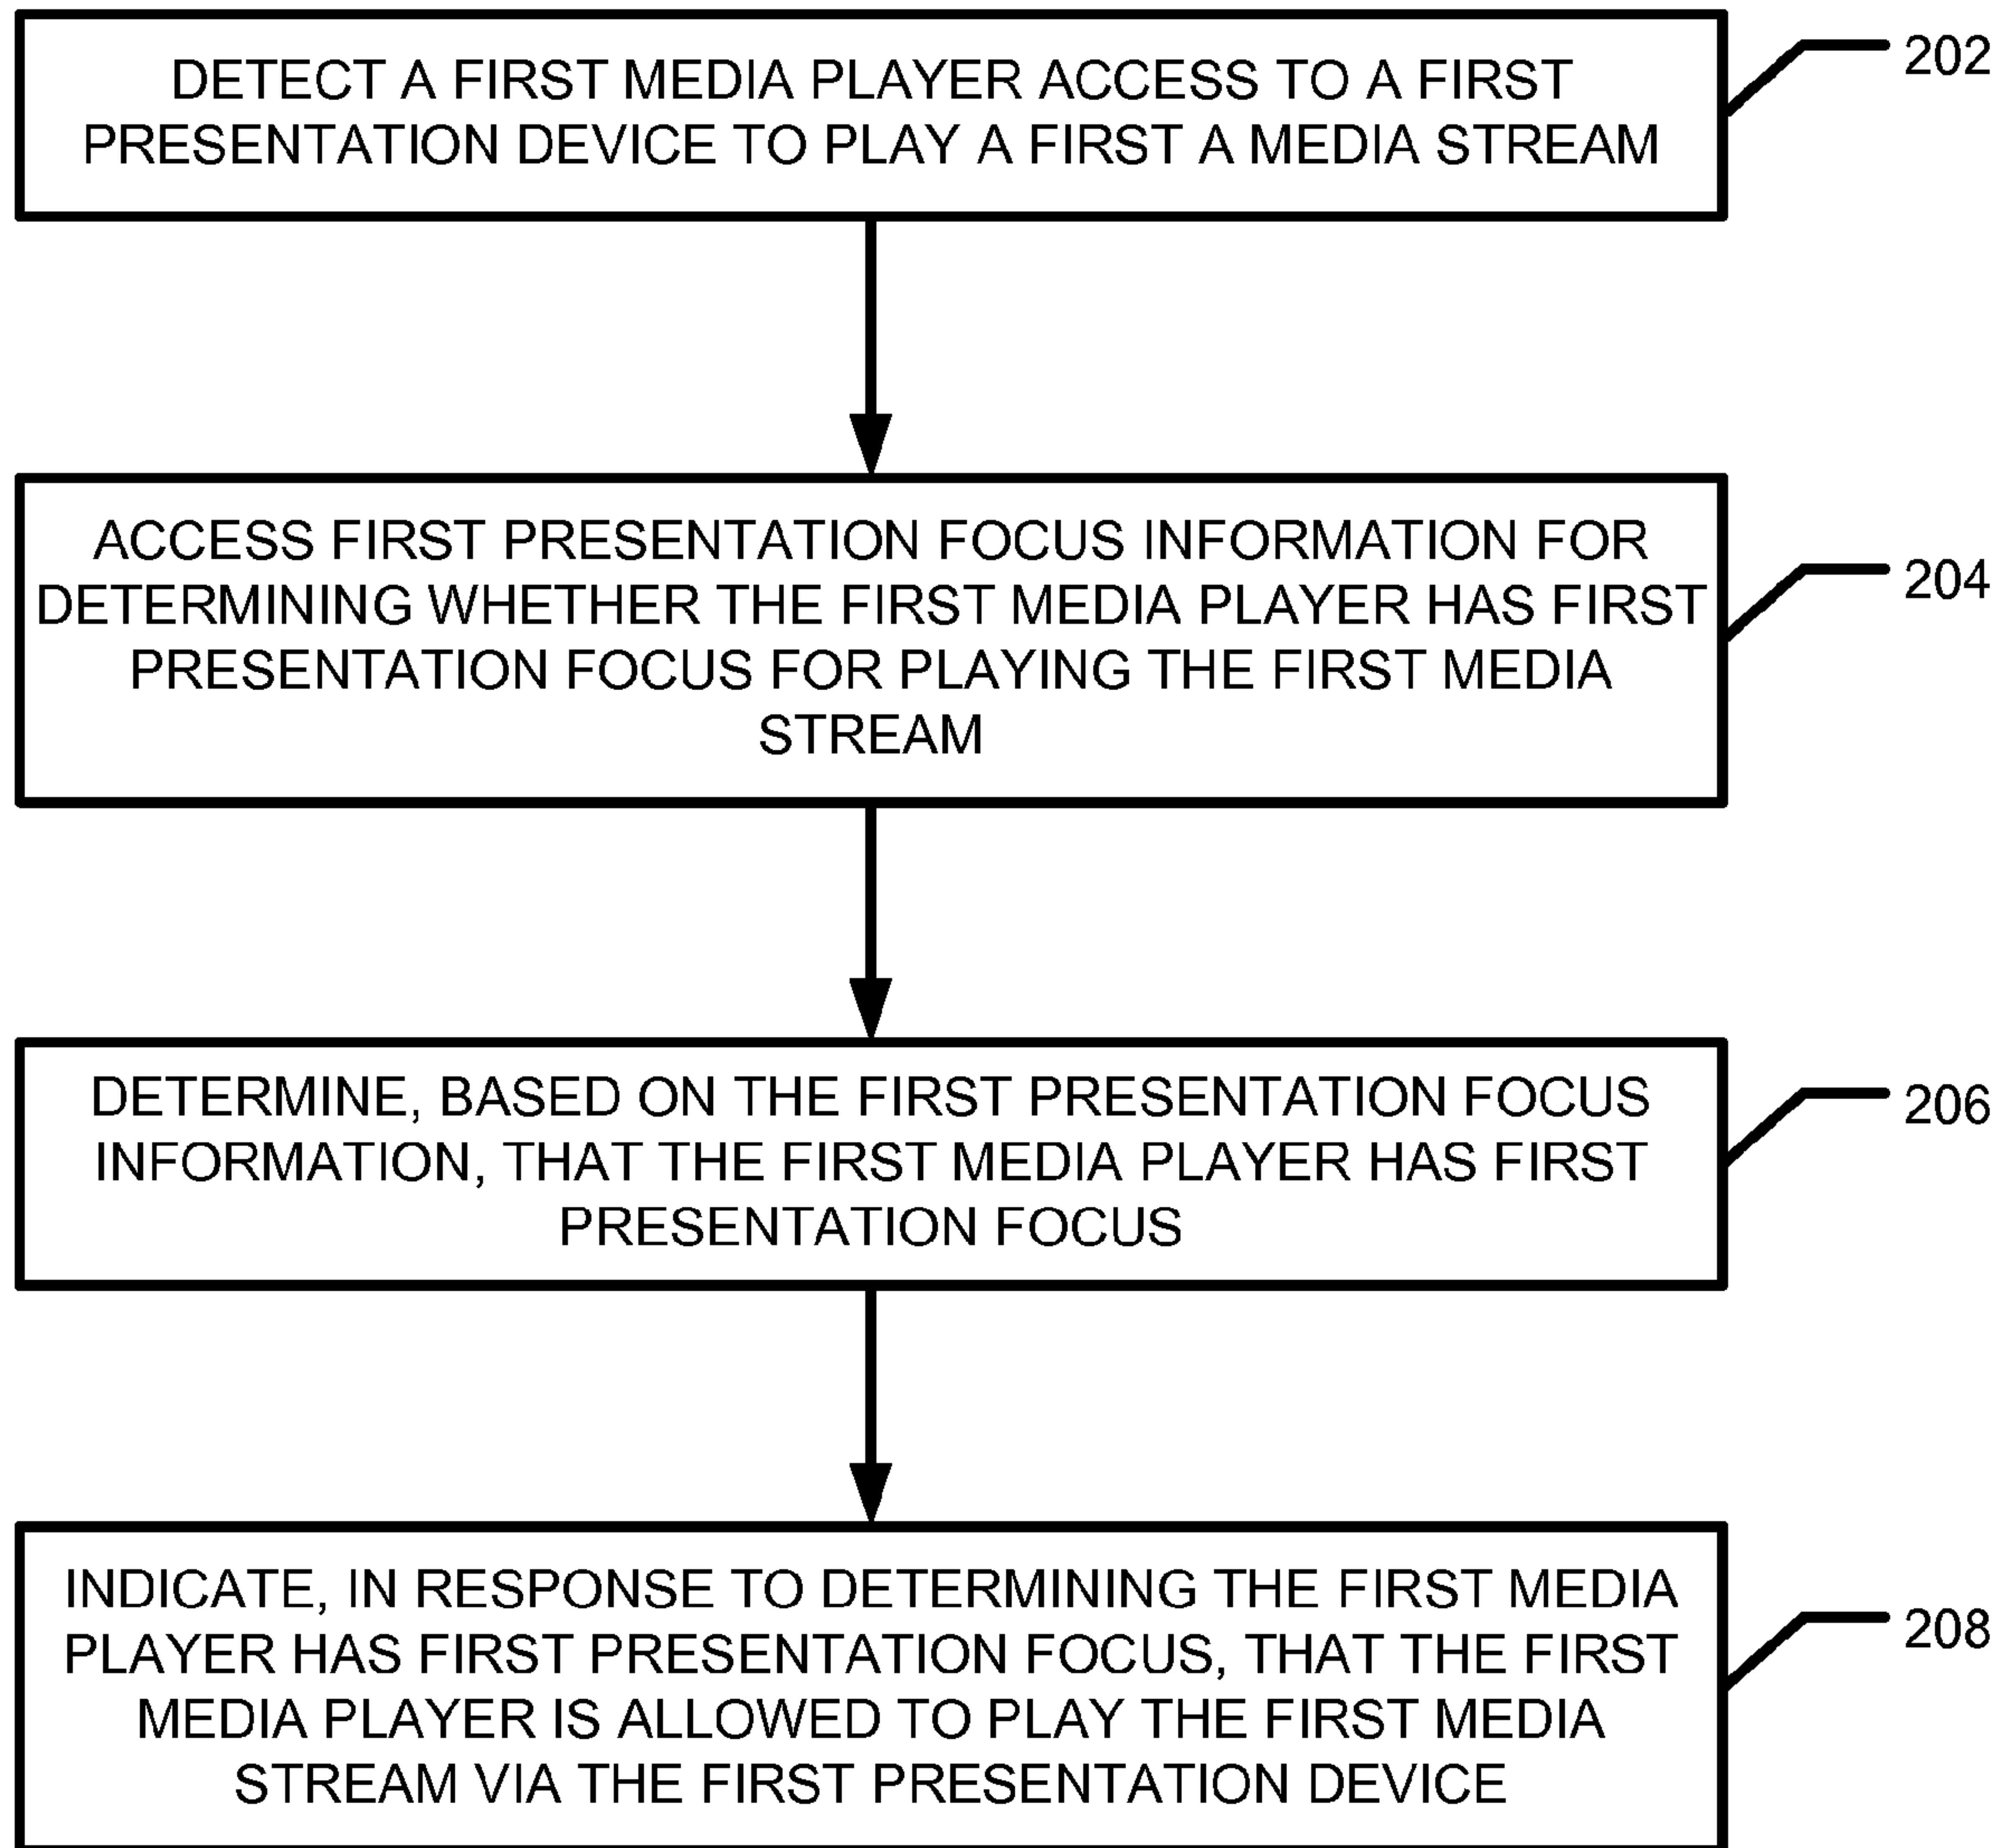 DETECT A FIRST MEDIA PLAYER ACCESS TO A FIRST
PRESENTATION DEVICE TO PLAY A FIRST A MEDIA STREAM
202
ACCESS FIRST PRESENTATION FOCUS INFORMATION FOR
DETERMINING WHETHER THE FIRST MEDIA PLAYER HAS FIRST
PRESENTATION FOCUS FOR PLAYING THE FIRST MEDIA
STREAM
204
DETERMINE, BASED ON THE FIRST PRESENTATION FOCUS
INFORMATION, THAT THE FIRST MEDIA PLAYER HAS FIRST
PRESENTATION FOCUS
206
INDICATE, IN RESPONSE TO DETERMINING THE FIRST MEDIA
PLAYER HAS FIRST PRESENTATION FOCUS, THAT THE FIRST
MEDIA PLAYER IS ALLOWED TO PLAY THE FIRST MEDIA
STREAM VIA THE FIRST PRESENTATION DEVICE
208